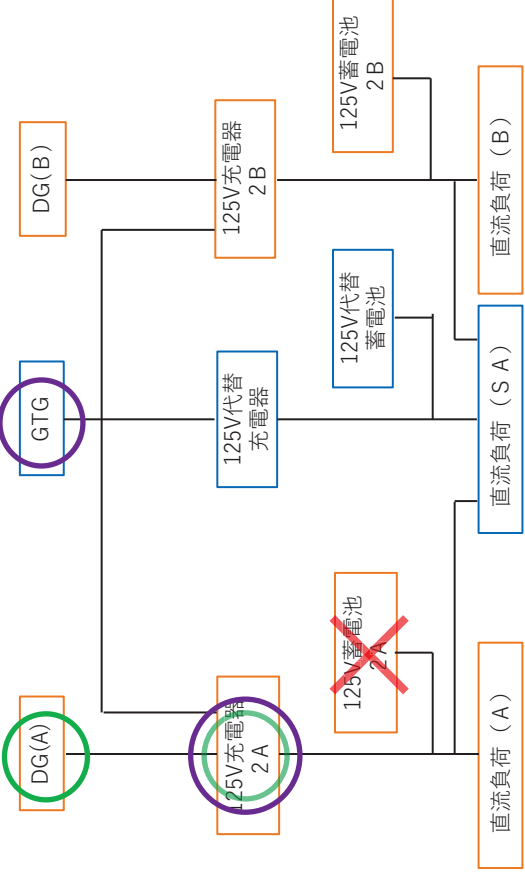 DG(A)
GTG
DG(B)
125V充電器
2A
125V代替
充電器
125V充電器
2B
125V蓄電池
2A
125V代替
蓄電池
125V蓄電池
2B
直流負荷（A）
直流負荷（SA）
直流負荷（B）